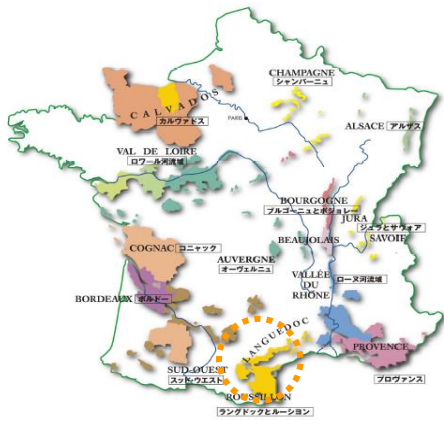 CHAMPAGNE
シャンパーニュ
CALVADOS
カルヴァドス
PARIS
ALSACE アルザス
VAL DE LOIRE
ロワール河流域
BOURGOGNE
ブルゴーニュとボジョレー
JURA
ジュラとサヴォア
SAVOIE
BEAUJOLAIS
COGNAC コニャック
AUVERGNE
オーヴェルニュ
VALLÉE
DU
RHÔNE
ローヌ河流域
BORDEAUX ボルドー
LANGUEDOC
PROVENCE
プロヴァンス
SUD-OUEST
スッド・ウエスト
ROUSSILLON
ラングドックとルーション